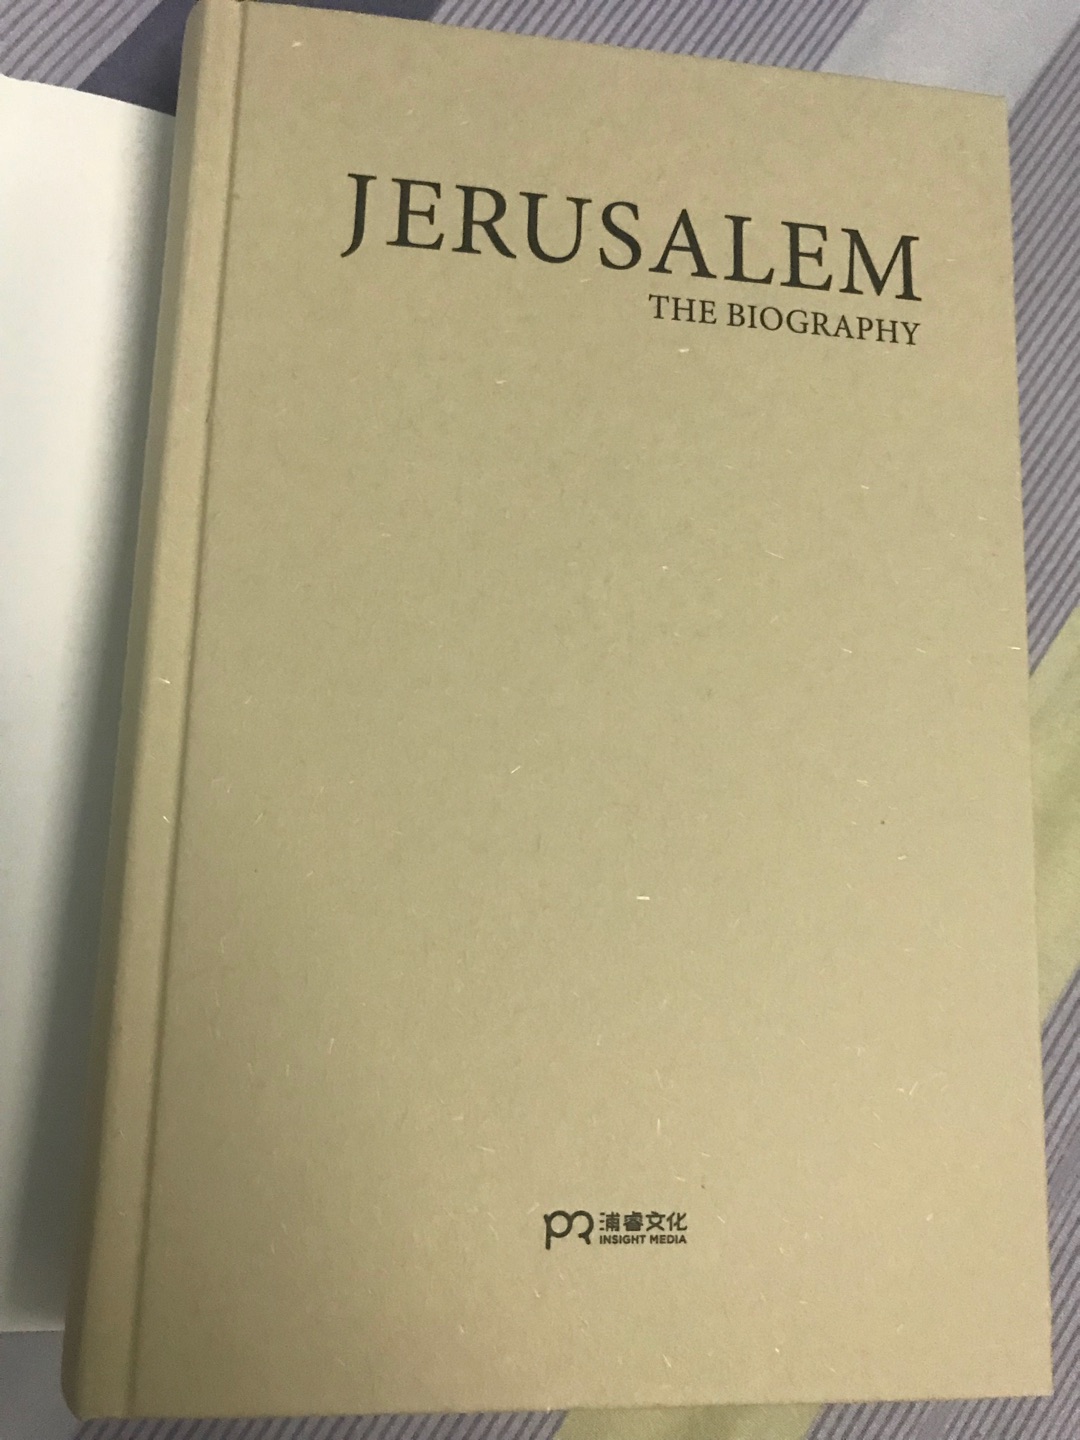 JERUSALEM
THE BIOGRAPHY
浦睿文化
INSIGHT MEDIA